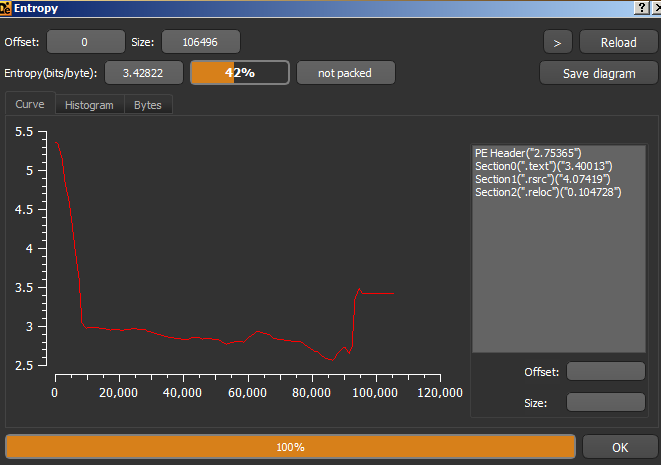 Entropy
Offset: 0 Size: 106496 > Reload
Entropy(bits/byte): 3.42822 42% not packed Save diagram
Curve Histogram Bytes
5.5
5
4.5
4
3.5
3
2.5
0 20,000 40,000 60,000 80,000 100,000 120,000
PE Header("2.75365")
Section0(".text")("3.40013")
Section1(".rsrc")("4.07419")
Section2(".reloc")("0.104728")
Offset:
Size:
100% OK